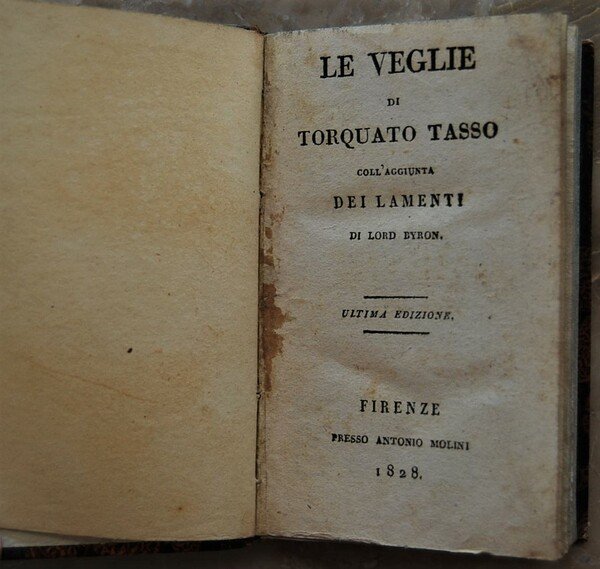 LE VEGLIE
DI
TORQUATO TASSO
COLL'AGGIUNTA
DEI LAMENTI
DI LORD BYRON.
ULTIMA EDIZIONE.
FIRENZE
PRESSO ANTONIO MOLINI
1828.